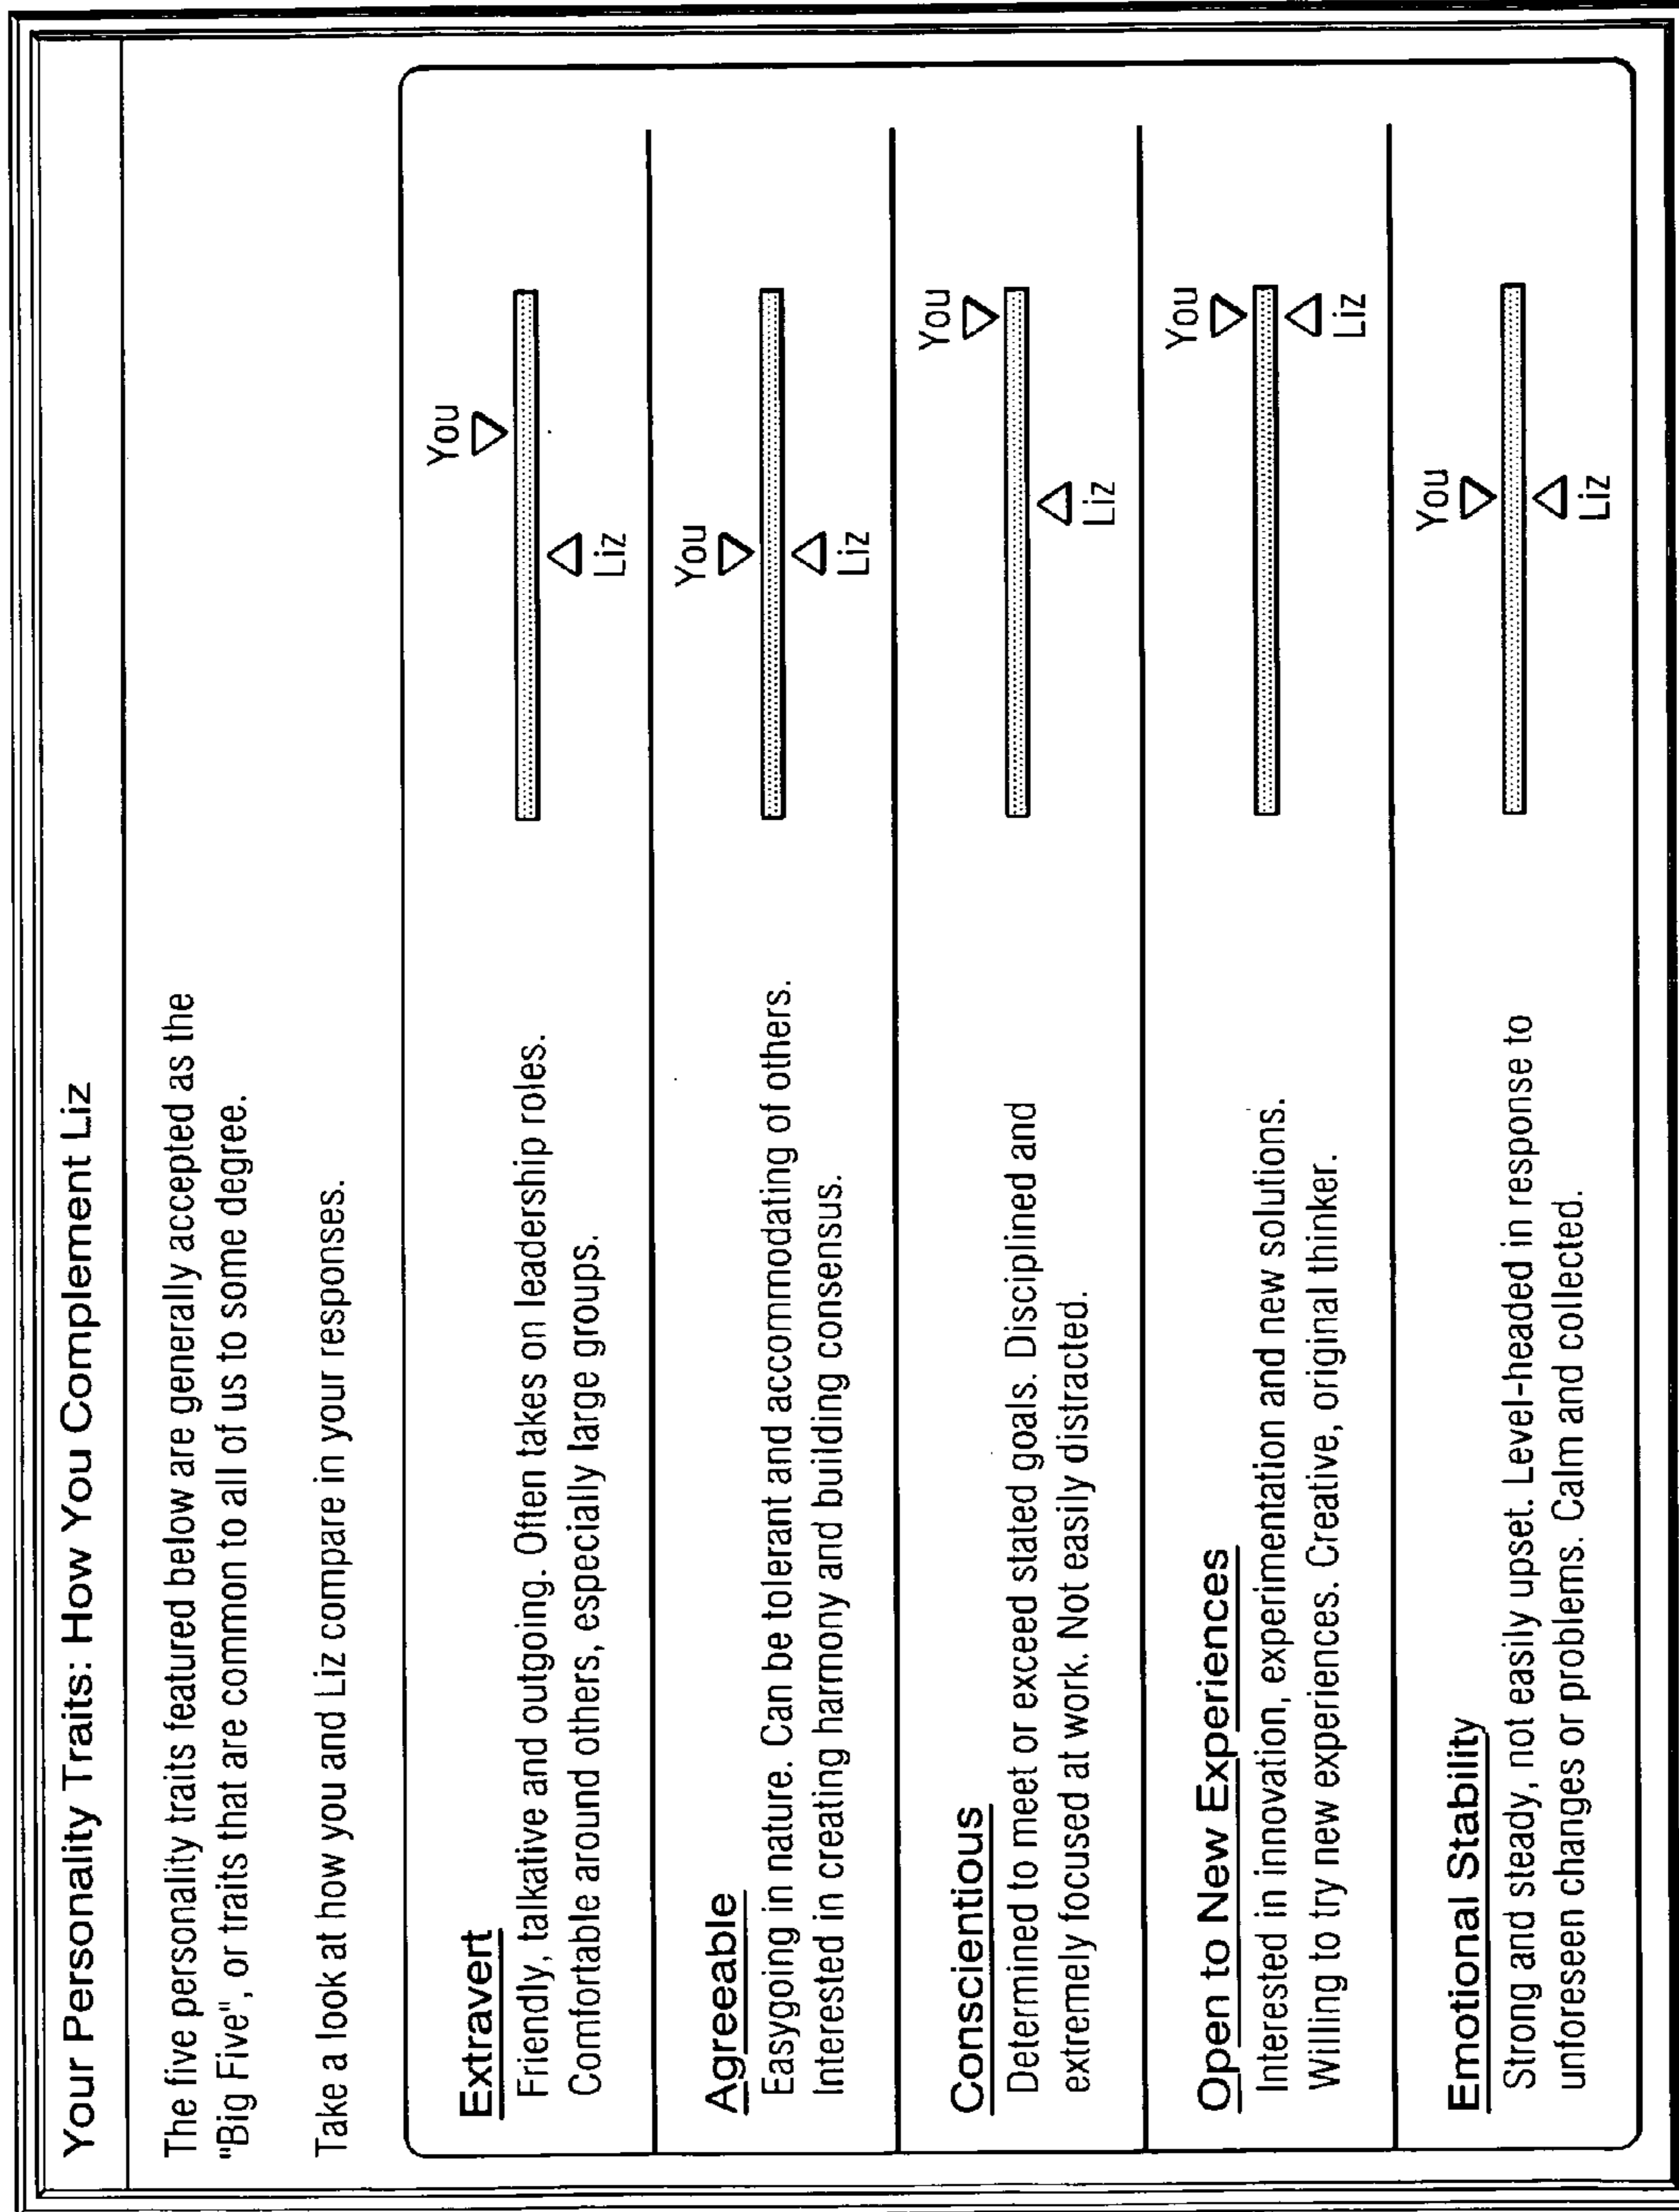 Your Personality Traits: How You Complement Liz
The five personality traits featured below are generally accepted as the
"Big Five", or traits that are common to all of us to some degree.
Take a look at how you and Liz compare in your responses.
Extravert
Friendly, talkative and outgoing. Often takes on leadership roles.
Comfortable around others, especially large groups.
You
Liz
Agreeable
Easygoing in nature. Can be tolerant and accommodating of others.
Interested in creating harmony and building consensus.
You
Liz
Conscientious
Determined to meet or exceed stated goals. Disciplined and
extremely focused at work. Not easily distracted.
You
Liz
Open to New Experiences
Interested in innovation, experimentation and new solutions.
Willing to try new experiences. Creative, original thinker.
You
Liz
Emotional Stability
Strong and steady, not easily upset. Level-headed in response to
unforeseen changes or problems. Calm and collected.
You
Liz